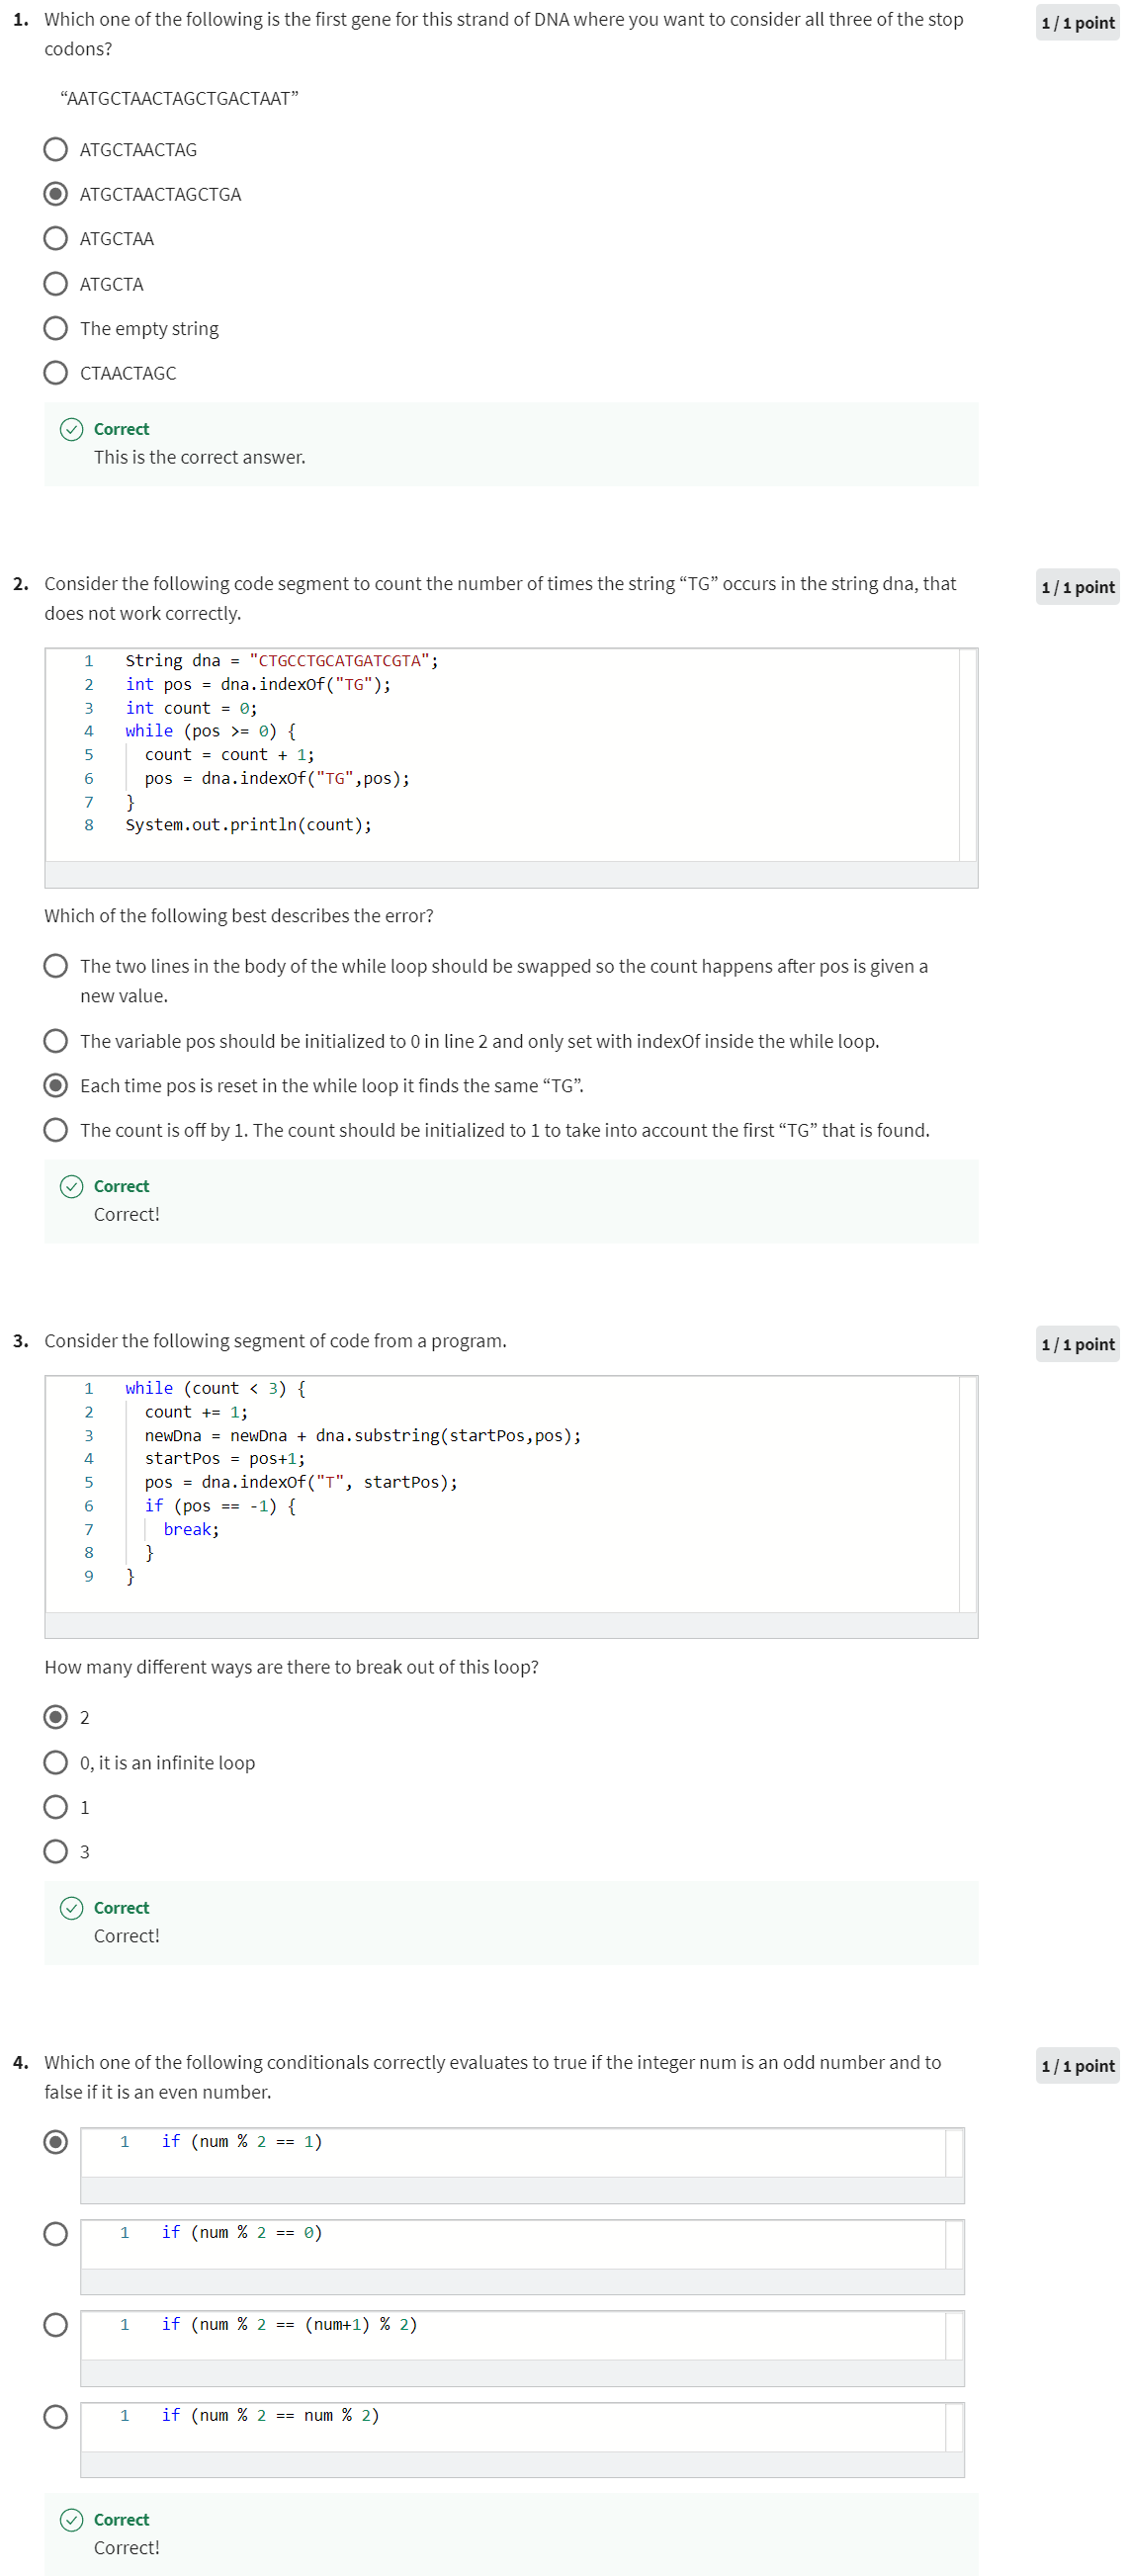 1. Which one of the following is the first gene for this strand of DNA where you want to consider all three of the stop
codons?
1 / 1 point
“AATGCTAACTAGCTGACTAAT”
ATGCTAACTAG
ATGCTAACTAGCTGA
ATGCTAA
ATGCTA
The empty string
CTAACTAGC
Correct
This is the correct answer.
2. Consider the following code segment to count the number of times the string “TG” occurs in the string dna, that
does not work correctly.
1 / 1 point
1 String dna = "CTGCCTGCATGATCGTA";
2 int pos = dna.indexOf("TG");
3 int count = 0;
4 while (pos >= 0) {
5 count = count + 1;
6 pos = dna.indexOf("TG",pos);
7 }
8 System.out.println(count);
Which of the following best describes the error?
The two lines in the body of the while loop should be swapped so the count happens after pos is given a
new value.
The variable pos should be initialized to 0 in line 2 and only set with indexOf inside the while loop.
Each time pos is reset in the while loop it finds the same “TG”.
The count is off by 1. The count should be initialized to 1 to take into account the first “TG” that is found.
Correct
Correct!
3. Consider the following segment of code from a program.
1 / 1 point
1 while (count < 3) {
2 count += 1;
3 newDna = newDna + dna.substring(startPos,pos);
4 startPos = pos+1;
5 pos = dna.indexOf("T", startPos);
6 if (pos == -1) {
7 break;
8 }
9 }
How many different ways are there to break out of this loop?
2
0, it is an infinite loop
1
3
Correct
Correct!
4. Which one of the following conditionals correctly evaluates to true if the integer num is an odd number and to
false if it is an even number.
1 / 1 point
1 if (num % 2 == 1)
1 if (num % 2 == 0)
1 if (num % 2 == (num+1) % 2)
1 if (num % 2 == num % 2)
Correct
Correct!